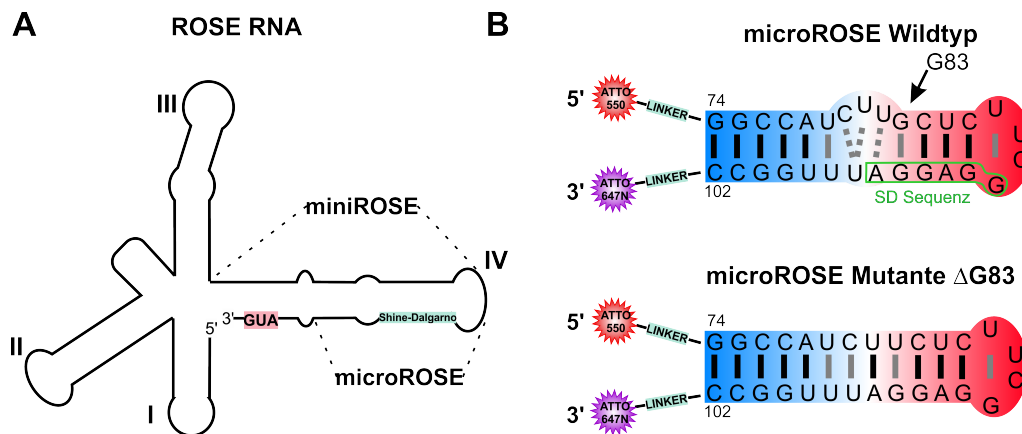 A
ROSE RNA
III
miniROSE
IV
5'
3'
GUA
Shine-Dalgarno
II
microROSE
I
B
microROSE Wildtyp
G83
5'
ATTO
550
LINKER
74
G G C C A U C U U G C U C U
C
3'
ATTO
647N
LINKER
C C G G U U U A G G A G G
102
SD Sequenz
microROSE Mutante ΔG83
5'
ATTO
550
LINKER
74
G G C C A U C U U C U C U
U
C
3'
ATTO
647N
LINKER
C C G G U U U A G G A G G
102